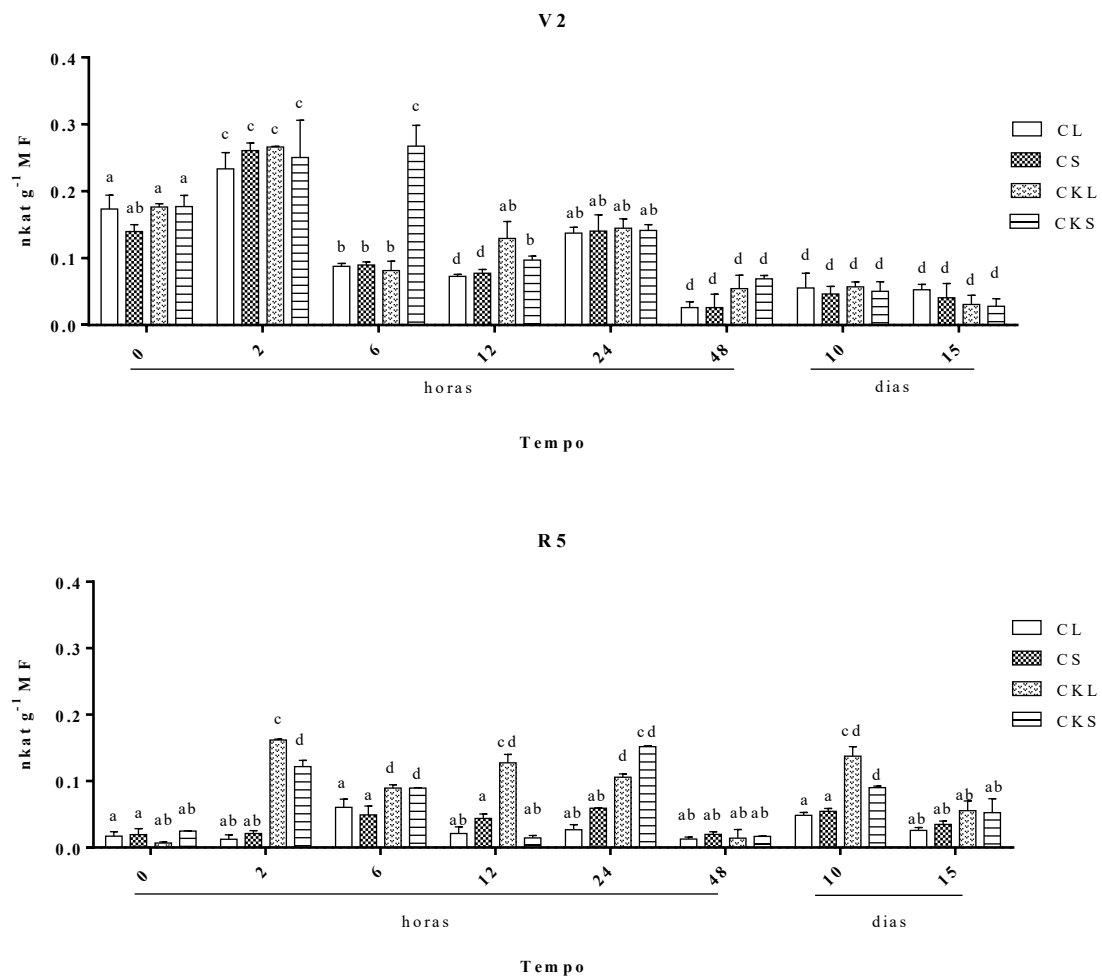 V2
nkat g⁻¹ MF
0.4
0.3
0.2
0.1
0.0
c
c c c c
a a a
ab
b b b
ab
d d b
ab ab ab ab
d d d d
d d d d
d d d d
CL
CS
CKL
CKS
0 2 6 12 24 48 10 15
horas dias
Tempo
R5
nkat g⁻¹ MF
0.4
0.3
0.2
0.1
0.0
a a ab ab
ab ab c d
a a d d
ab a cd ab
ab ab d cd
ab ab ab ab
a a cd d
ab ab ab ab
CL
CS
CKL
CKS
0 2 6 12 24 48 10 15
horas dias
Tempo